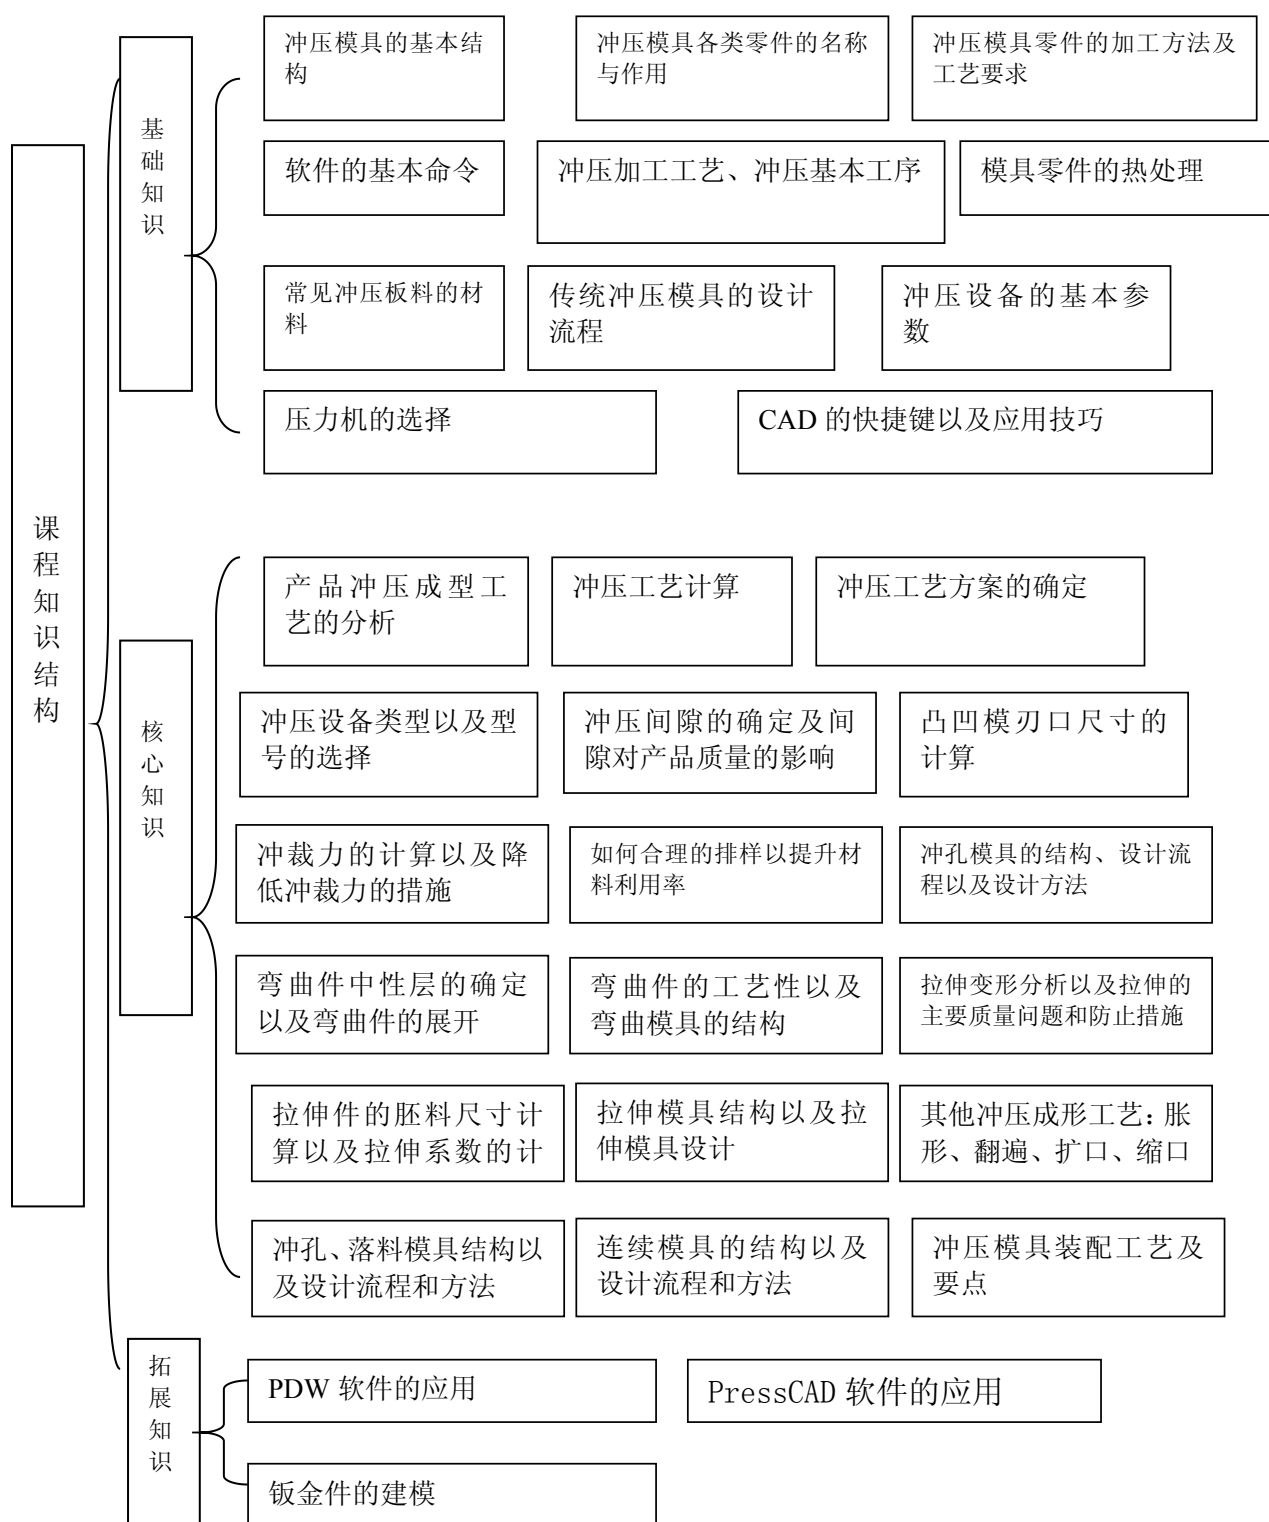 课程知识结构
基础知识
冲压模具的基本结
构
冲压模具各类零件的名称
与作用
冲压模具零件的加工方法及
工艺要求
软件的基本命令
冲压加工工艺、冲压基本工序
模具零件的热处理
常见冲压板料的材
料
传统冲压模具的设计
流程
冲压设备的基本参
数
压力机的选择
CAD 的快捷键以及应用技巧
核心知识
产品冲压成型工
艺的分析
冲压工艺计算
冲压工艺方案的确定
冲压设备类型以及型
号的选择
冲压间隙的确定及间
隙对产品质量的影响
凸凹模刃口尺寸的
计算
冲裁力的计算以及降
低冲裁力的措施
如何合理的排样以提升材
料利用率
冲孔模具的结构、设计流
程以及设计方法
弯曲件中性层的确定
以及弯曲件的展开
弯曲件的工艺性以及
弯曲模具的结构
拉伸变形分析以及拉伸的
主要质量问题和防止措施
拉伸件的胚料尺寸计
算以及拉伸系数的计
拉伸模具结构以及拉
伸模具设计
其他冲压成形工艺：胀
形、翻遍、扩口、缩口
冲孔、落料模具结构以
及设计流程和方法
连续模具的结构以及
设计流程和方法
冲压模具装配工艺及
要点
拓展知识
PDW 软件的应用
PressCAD 软件的应用
钣金件的建模